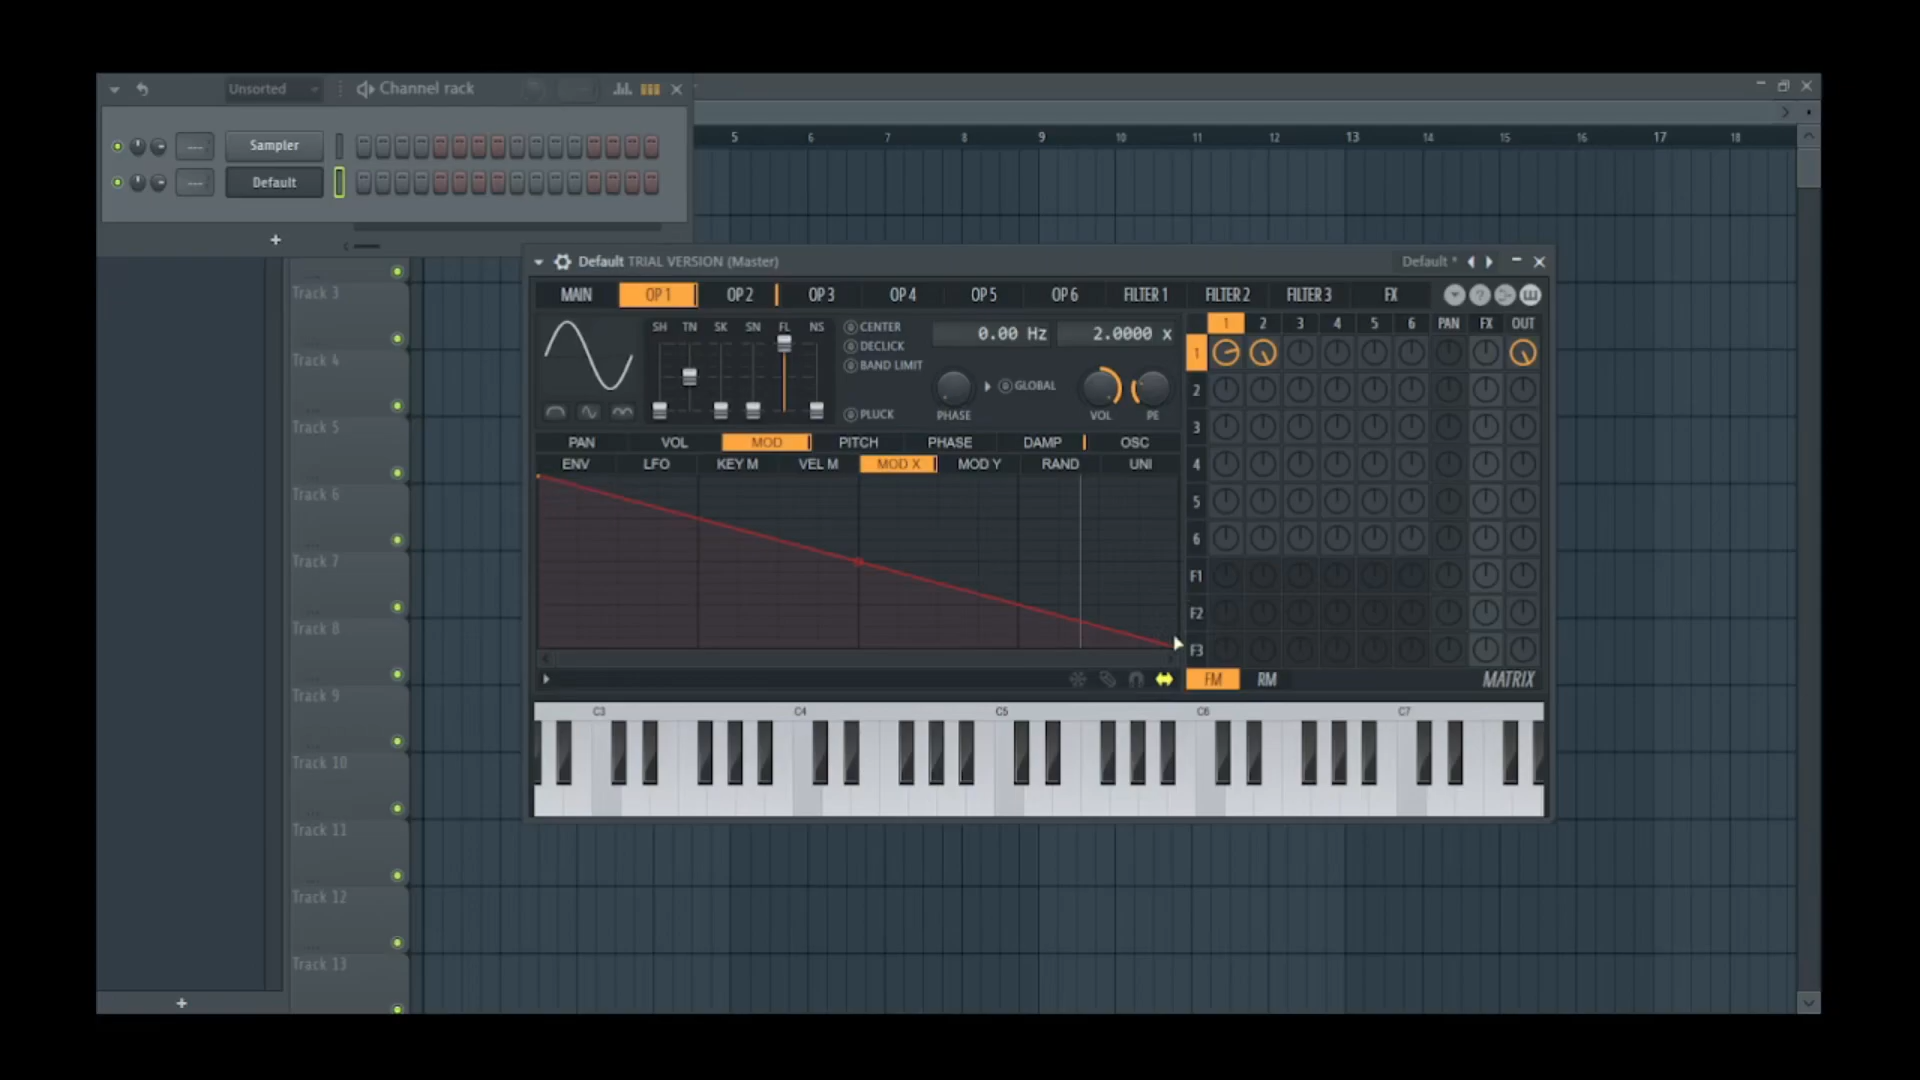 Unsorted Channel rack
Sampler
Default
5 6 7 8 9 10 11 12 13 14 15 16 17 18
Track 3
Track 4
Track 5
Track 6
Track 7
Track 8
Track 9
Track 10
Track 11
Track 12
Track 13
Default TRIAL VERSION (Master) Default *
MAIN OP 1 OP 2 OP 3 OP 4 OP 5 OP 6 FILTER 1 FILTER 2 FILTER 3 FX
SH TN SK SN FL NS
CENTER
DECLICK
BAND LIMIT
PLUCK
0.00 Hz 2.0000 x
GLOBAL
PHASE VOL PE
PAN VOL MOD PITCH PHASE DAMP OSC
ENV LFO KEY M VEL M MOD X MOD Y RAND UNI
1 2 3 4 5 6 PAN FX OUT
1
2
3
4
5
6
F1
F2
F3
FM RM MATRIX
C3 C4 C5 C6 C7